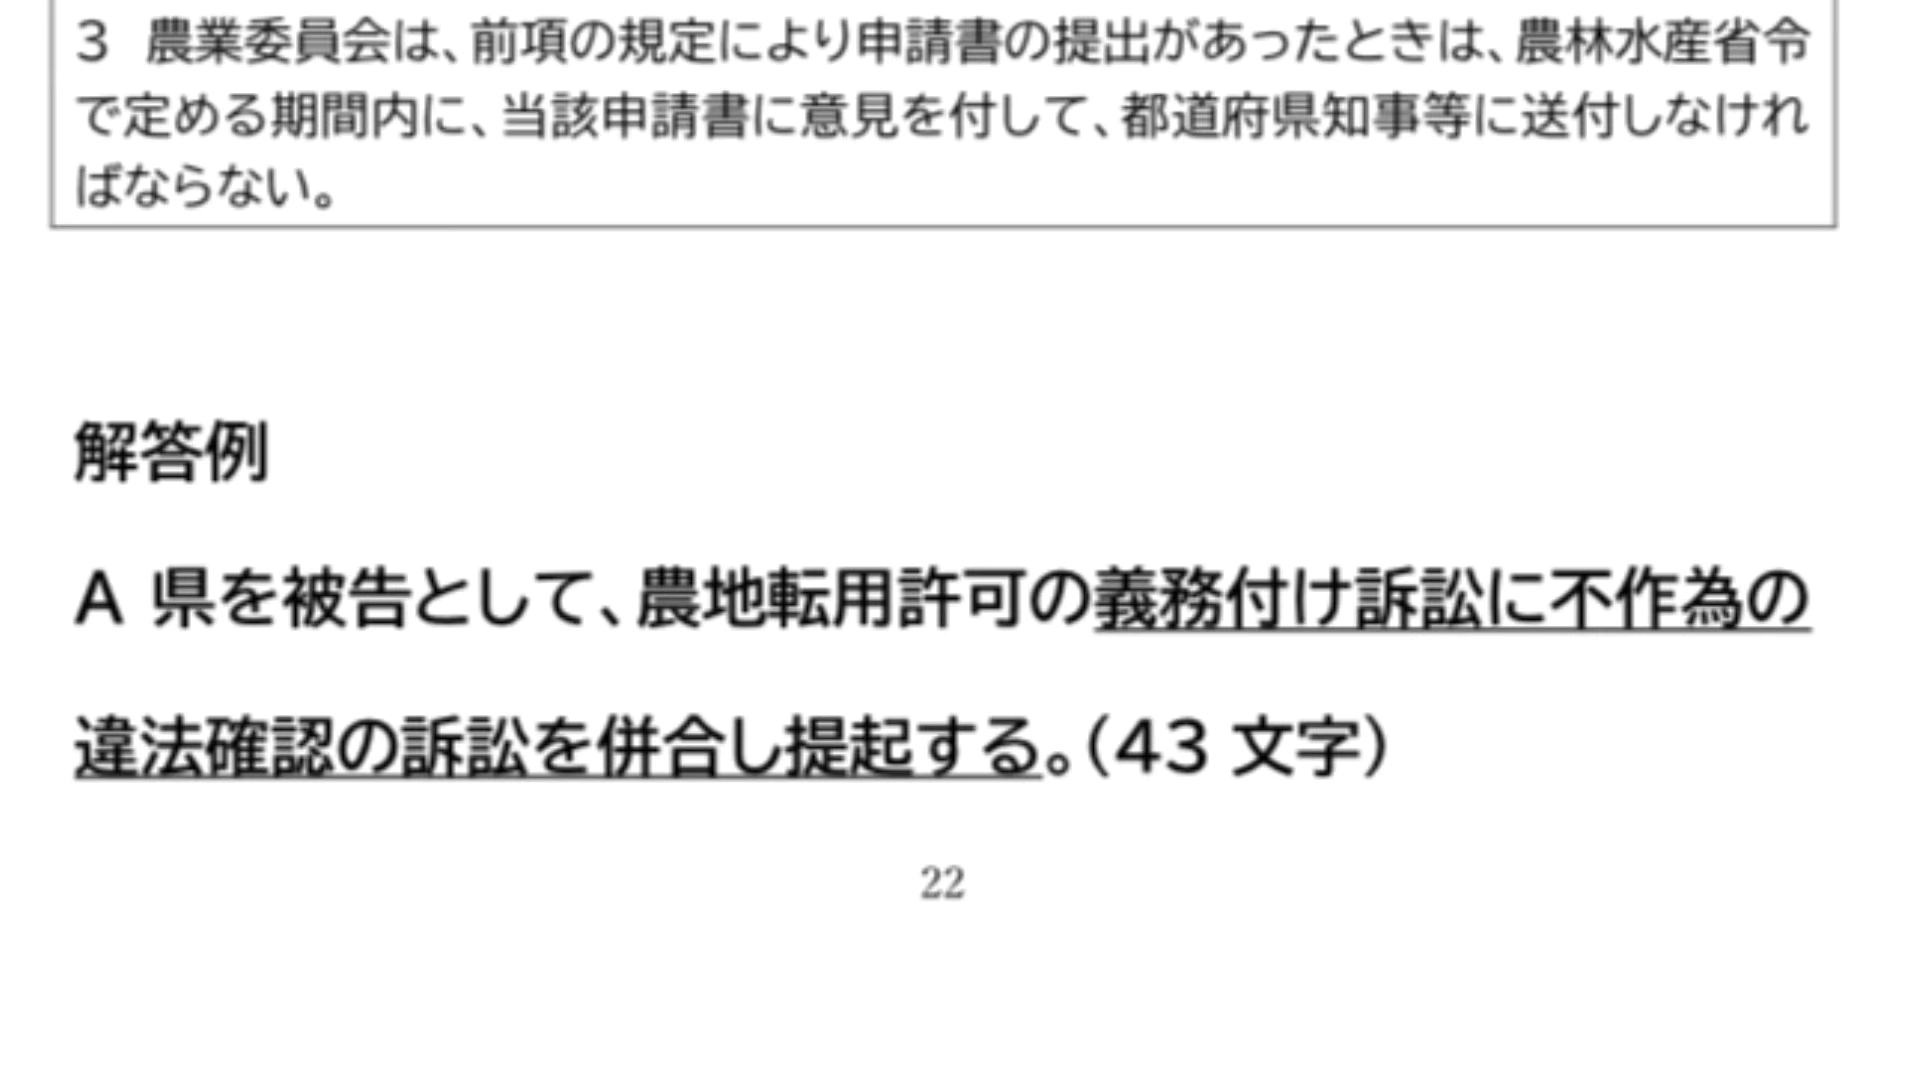 3 農業委員会は、前項の規定により申請書の提出があったときは、農林水産省令
で定める期間内に、当該申請書に意見を付して、都道府県知事等に送付しなけれ
ばならない。
解答例
A 県を被告として、農地転用許可の義務付け訴訟に不作為の
違法確認の訴訟を併合し提起する。（43 文字）
22